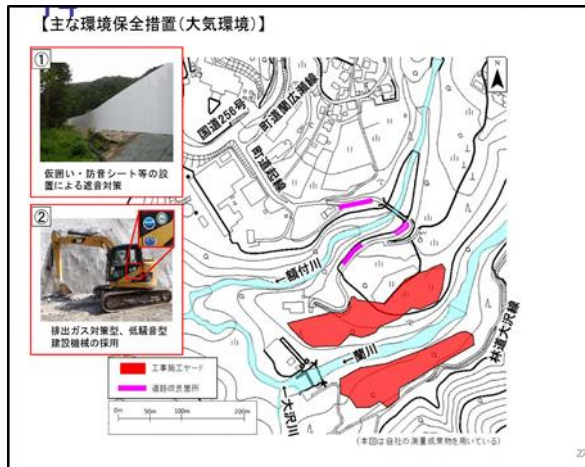 【主な環境保全措置(大気環境)】
①
仮囲い・防音シート等の設
置による遮音対策
②
排出ガス対策型、低騒音型
建設機械の採用
国道256号
町道蘭広瀬線
町道起線
N
←額付川
←蘭川
←大沢川
林道大沢線
工事施工ヤード
道路改良箇所
0m 50m 100m 200m
(本図は自社の測量成果物を用いている)
27